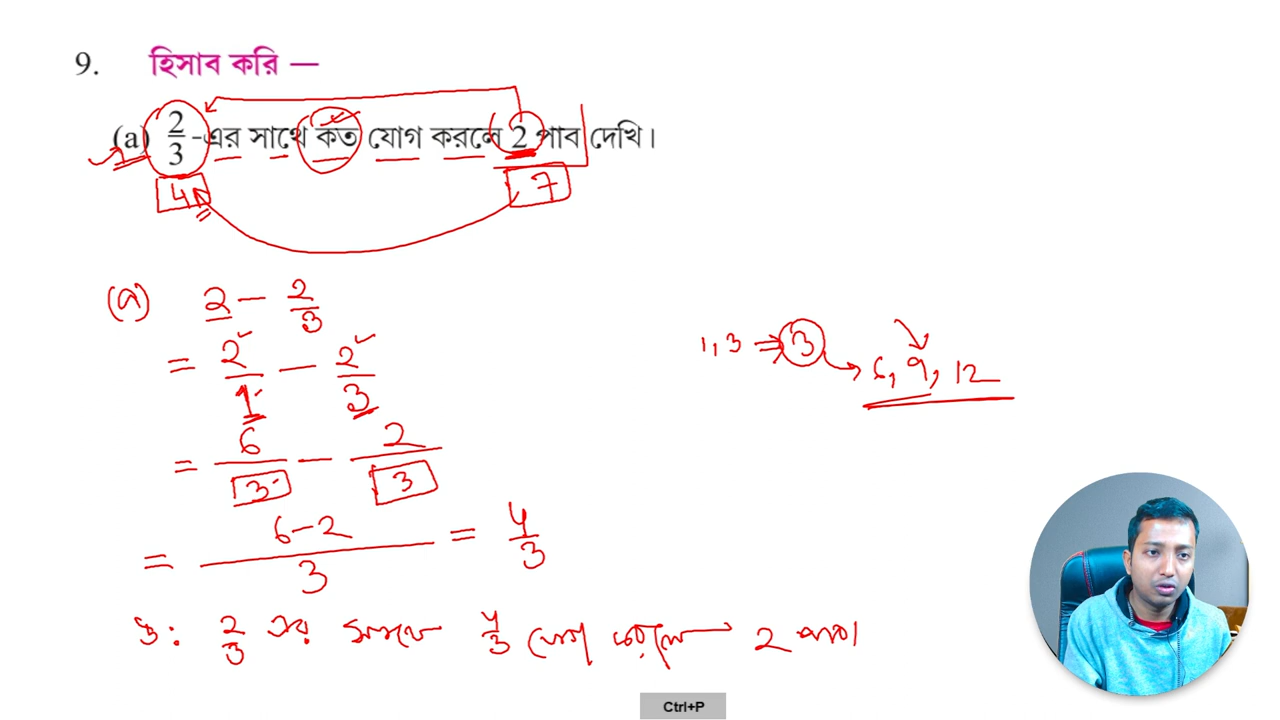 9. হিসাব করি —
(a) 2/3 -এর সাথে কত যোগ করলে 2 পাব দেখি।
4 7
2 - 2/3
= 2/1 - 2/3
1, 3 ⇒ 3 → 6, 9, 12
= 6/3 - 2/3
= 6-2/3 = 4/3
উ: 2/3 এর সাথে 4/3 যোগ করলে 2 পাব।
Ctrl+P